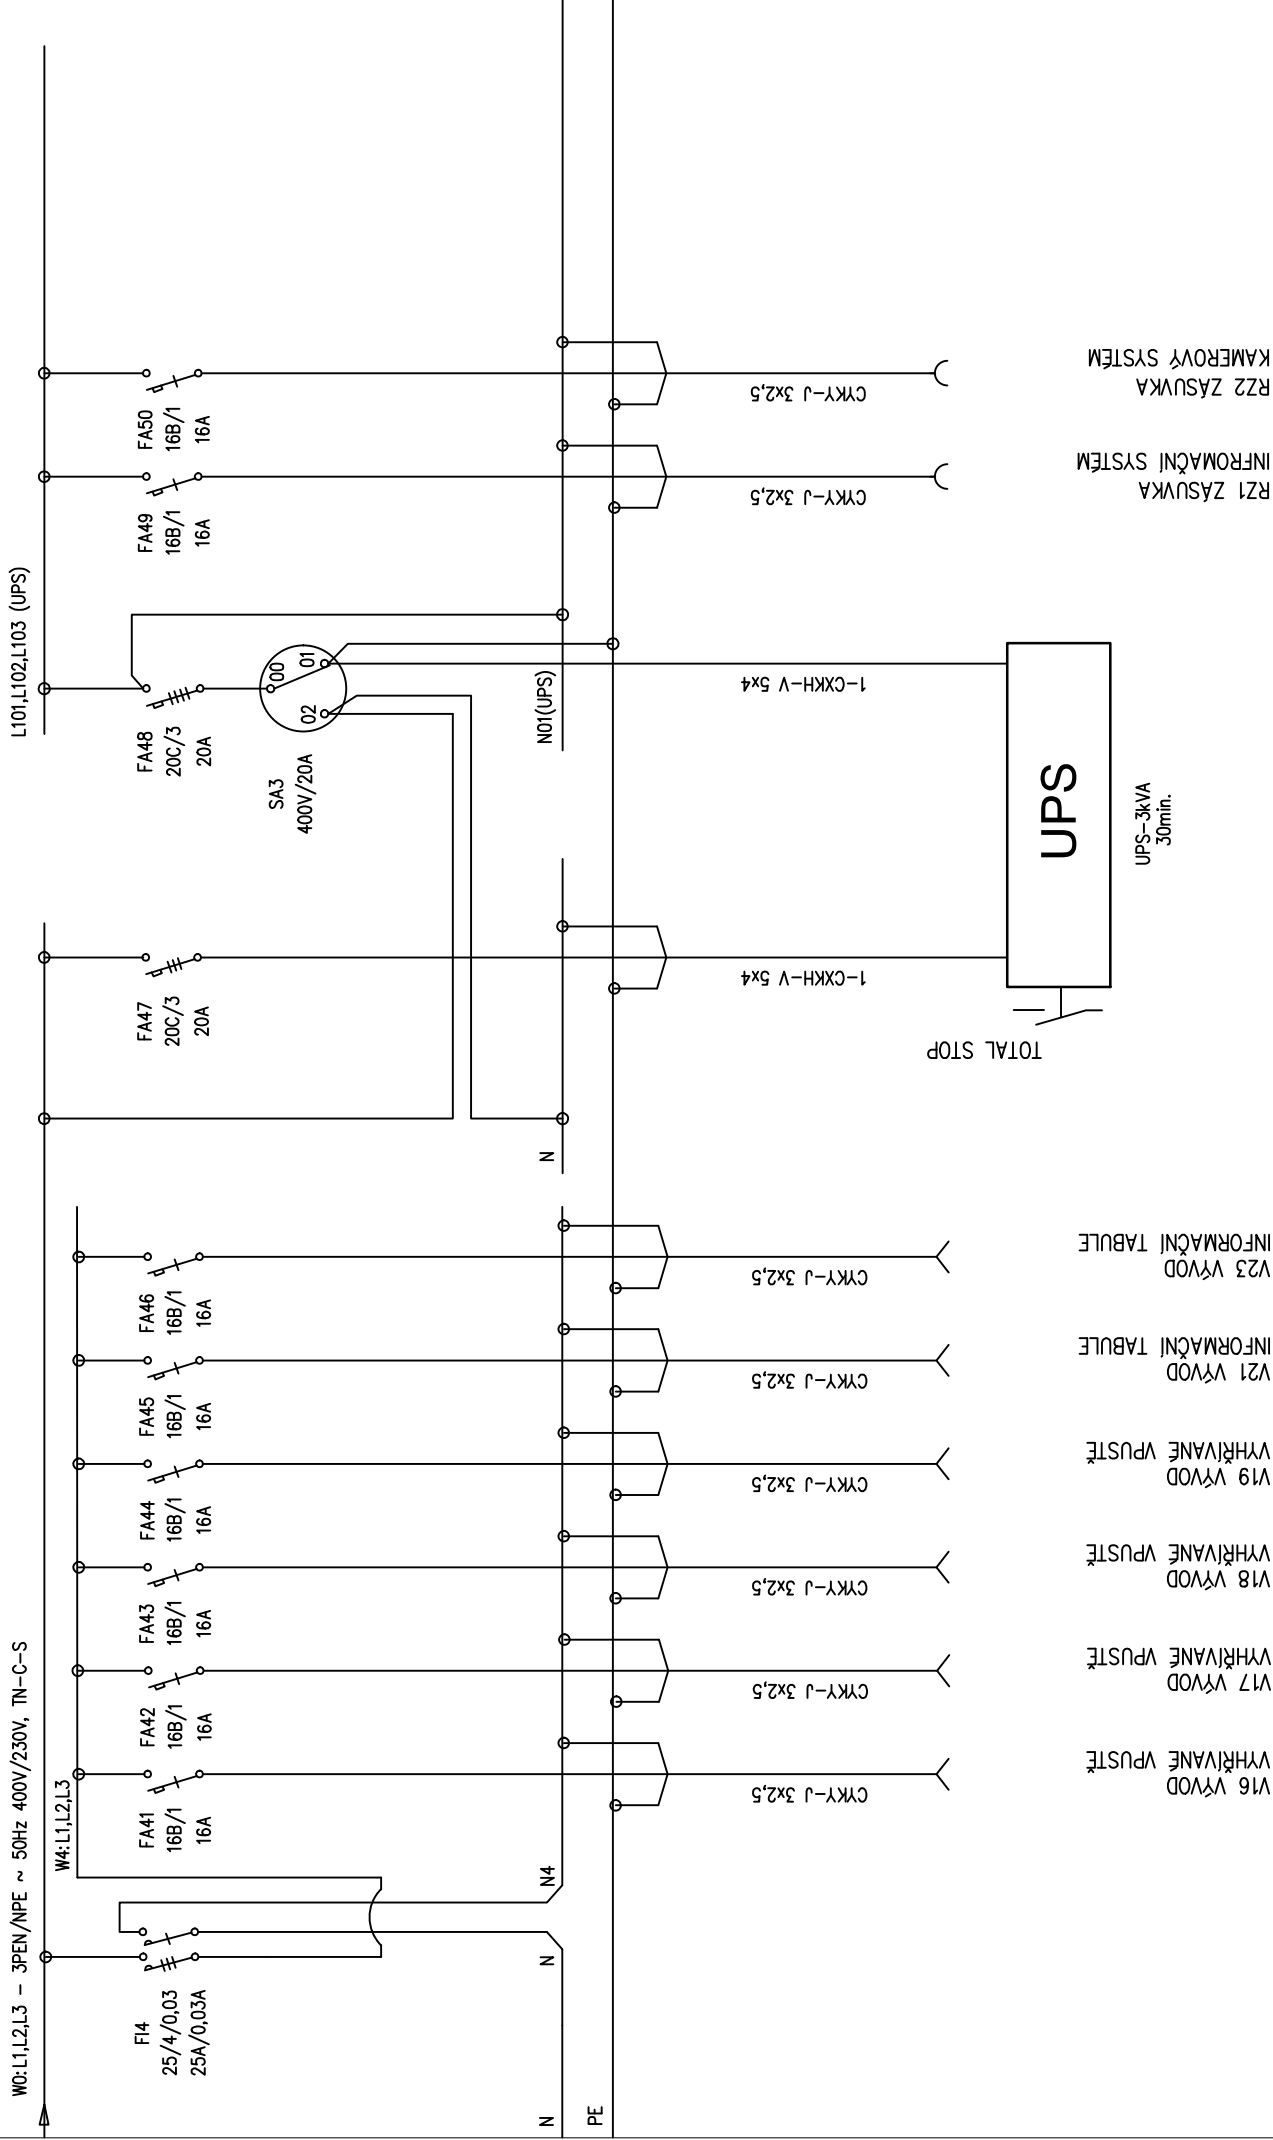 W0:L1,L2,L3 – 3PEN/NPE ~ 50Hz 400V/230V, TN–C–S
L101,L102,L103 (UPS)
W4:L1,L2,L3
FI4
25/4/0,03
25A/0,03A
FA41
16B/1
16A
FA42
16B/1
16A
FA43
16B/1
16A
FA44
16B/1
16A
FA45
16B/1
16A
FA46
16B/1
16A
FA47
20C/3
20A
FA48
20C/3
20A
SA3
400V/20A
00
01
02
FA49
16B/1
16A
FA50
16B/1
16A
N
N
N4
N
N01(UPS)
PE
CYKY–J 3x2,5
CYKY–J 3x2,5
CYKY–J 3x2,5
CYKY–J 3x2,5
CYKY–J 3x2,5
CYKY–J 3x2,5
1–CXKH–V 5x4
1–CXKH–V 5x4
CYKY–J 3x2,5
CYKY–J 3x2,5
TOTAL STOP
UPS
UPS–3kVA
30min.
V16 VÝVOD
VYHŘÍVANÉ VPUSTĚ
V17 VÝVOD
VYHŘÍVANÉ VPUSTĚ
V18 VÝVOD
VYHŘÍVANÉ VPUSTĚ
V19 VÝVOD
VYHŘÍVANÉ VPUSTĚ
V21 VÝVOD
INFORMAČNÍ TABULE
V23 VÝVOD
INFORMAČNÍ TABULE
RZ1 ZÁSUVKA
INFROMAČNÍ SYSTÉM
RZ2 ZÁSUVKA
KAMEROVÝ SYSTÉM